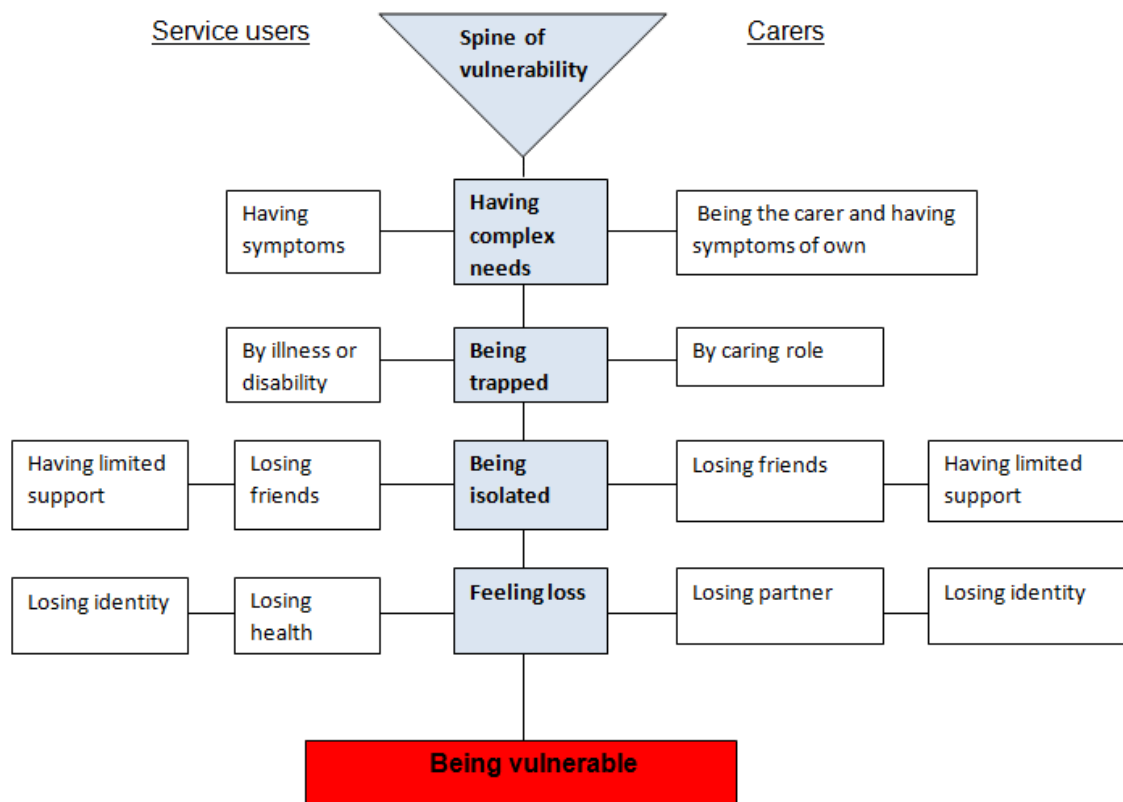 Service users
Spine of
vulnerability
Carers
Having
symptoms
Having
complex
needs
Being the carer and having
symptoms of own
By illness or
disability
Being
trapped
By caring role
Having limited
support
Losing
friends
Being
isolated
Losing friends
Having limited
support
Losing identity
Losing
health
Feeling loss
Losing partner
Losing identity
Being vulnerable